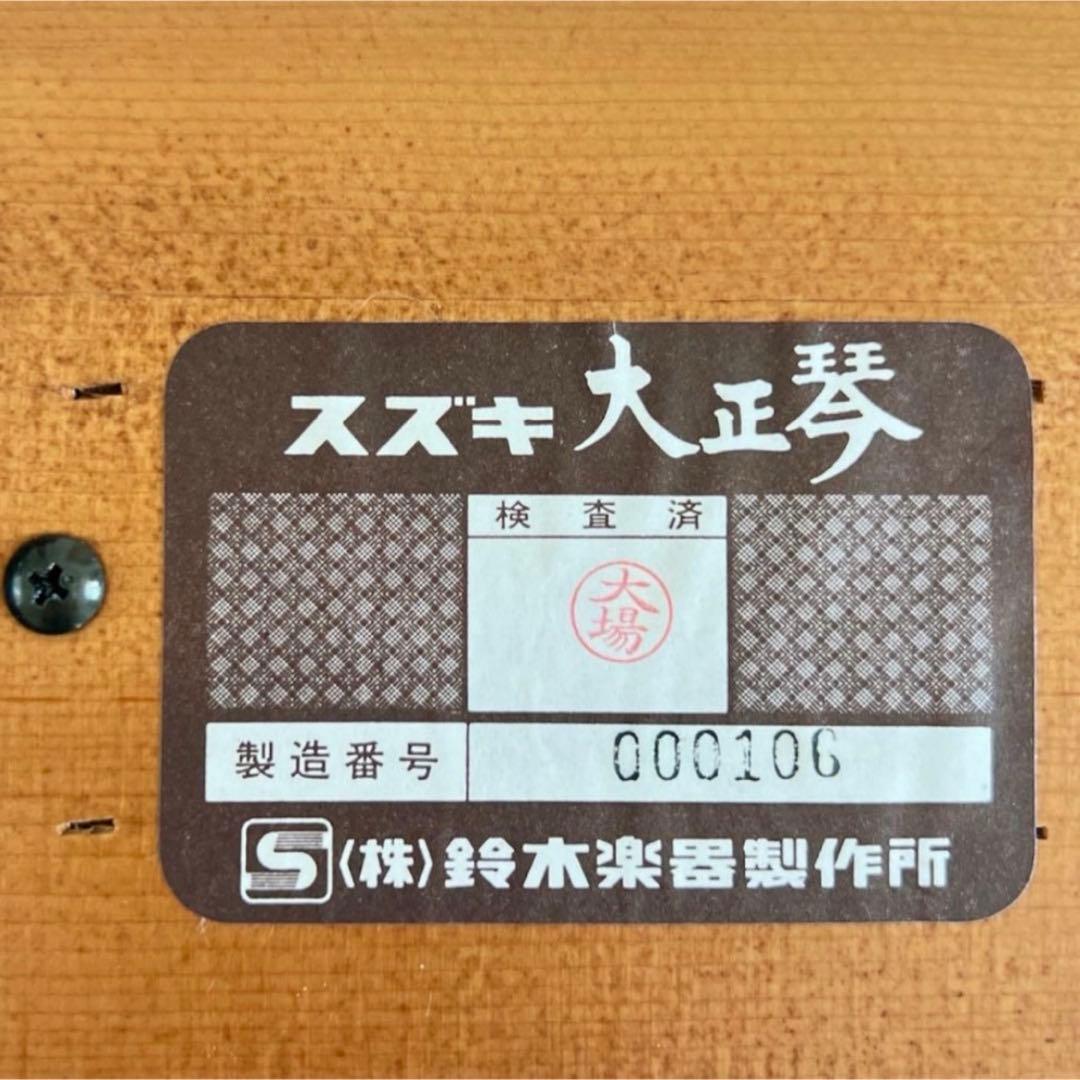 スズキ大正琴
検査済
大場
製造番号 000106
S〈株〉鈴木楽器製作所